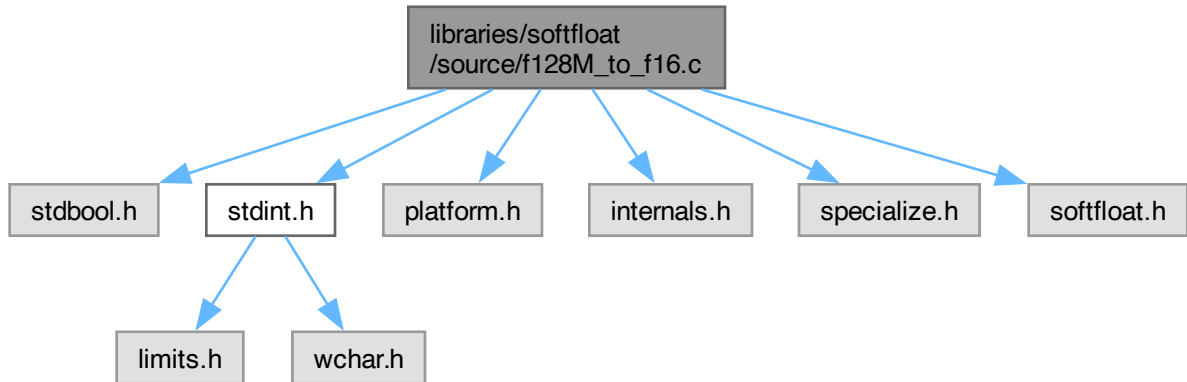 libraries/softfloat
/source/f128M_to_f16.c
stdbool.h
stdint.h
platform.h
internals.h
specialize.h
softfloat.h
limits.h
wchar.h